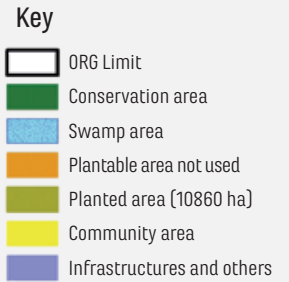 Key
ORG Limit
Conservation area
Swamp area
Plantable area not used
Planted area (10860 ha)
Community area
Infrastructures and others